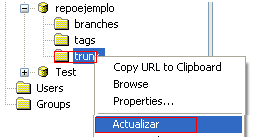 repoejemplo
branches
tags
trunk
Test
Users
Groups
Copy URL to Clipboard
Browse
Properties...
Actualizar